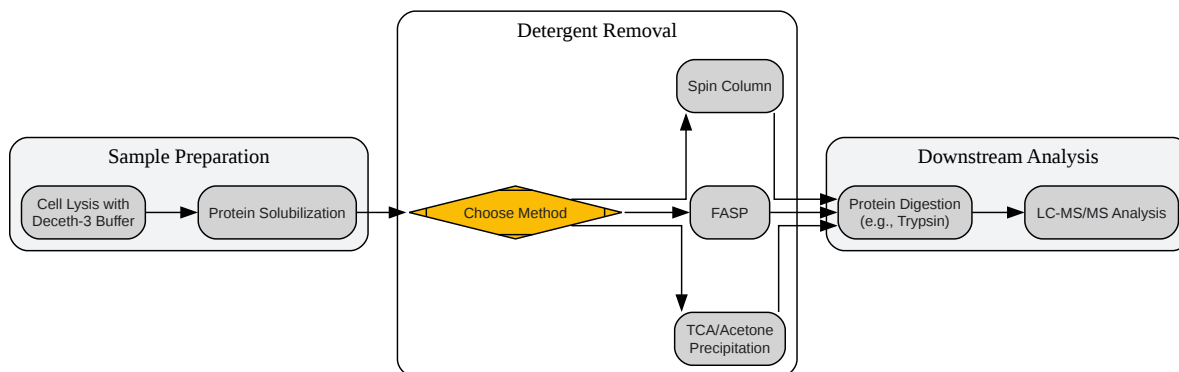 Detergent Removal
Spin Column
Sample Preparation
Downstream Analysis
Cell Lysis with
Deceth-3 Buffer
Protein Solubilization
Choose Method
FASP
Protein Digestion
(e.g., Trypsin)
LC-MS/MS Analysis
TCA/Acetone
Precipitation